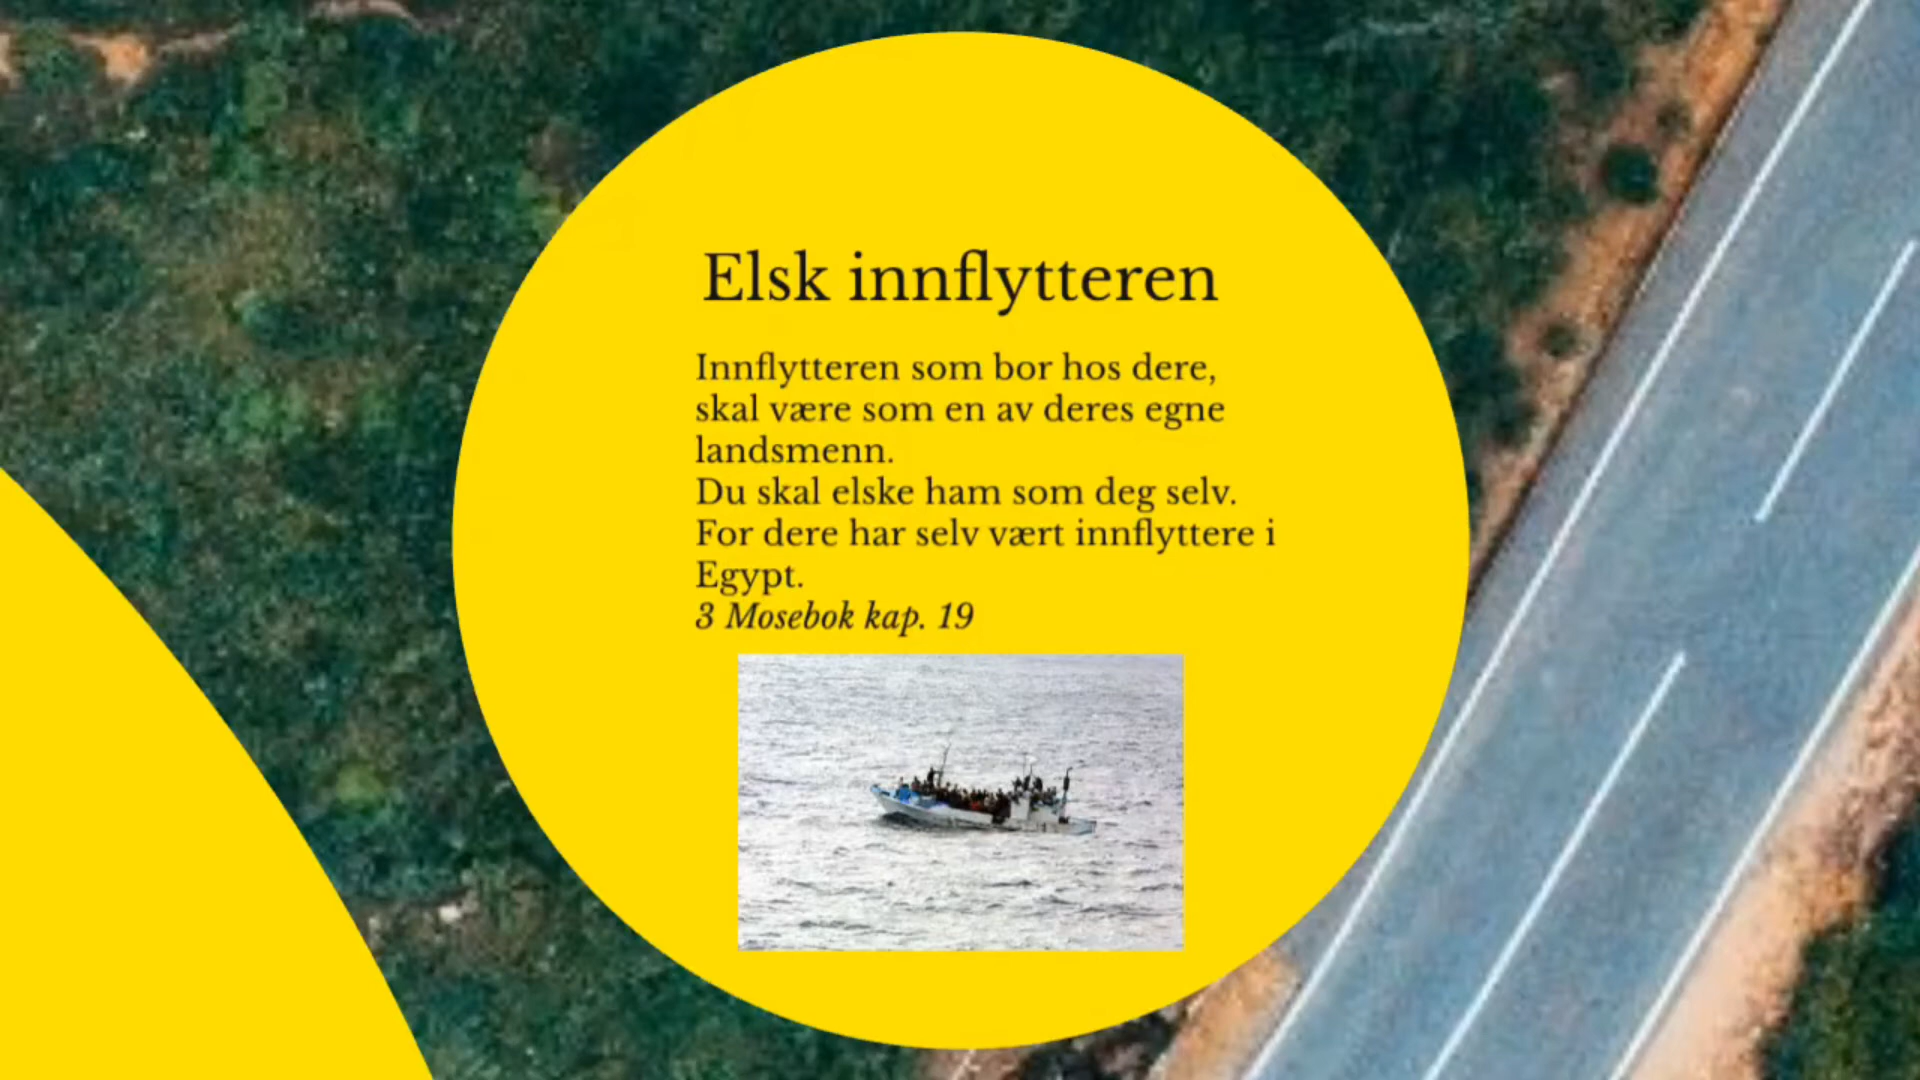 Elsk innflytteren
Innflytteren som bor hos dere,
skal være som en av deres egne
landsmenn.
Du skal elske ham som deg selv.
For dere har selv vært innflyttere i
Egypt.
3 Mosebok kap. 19